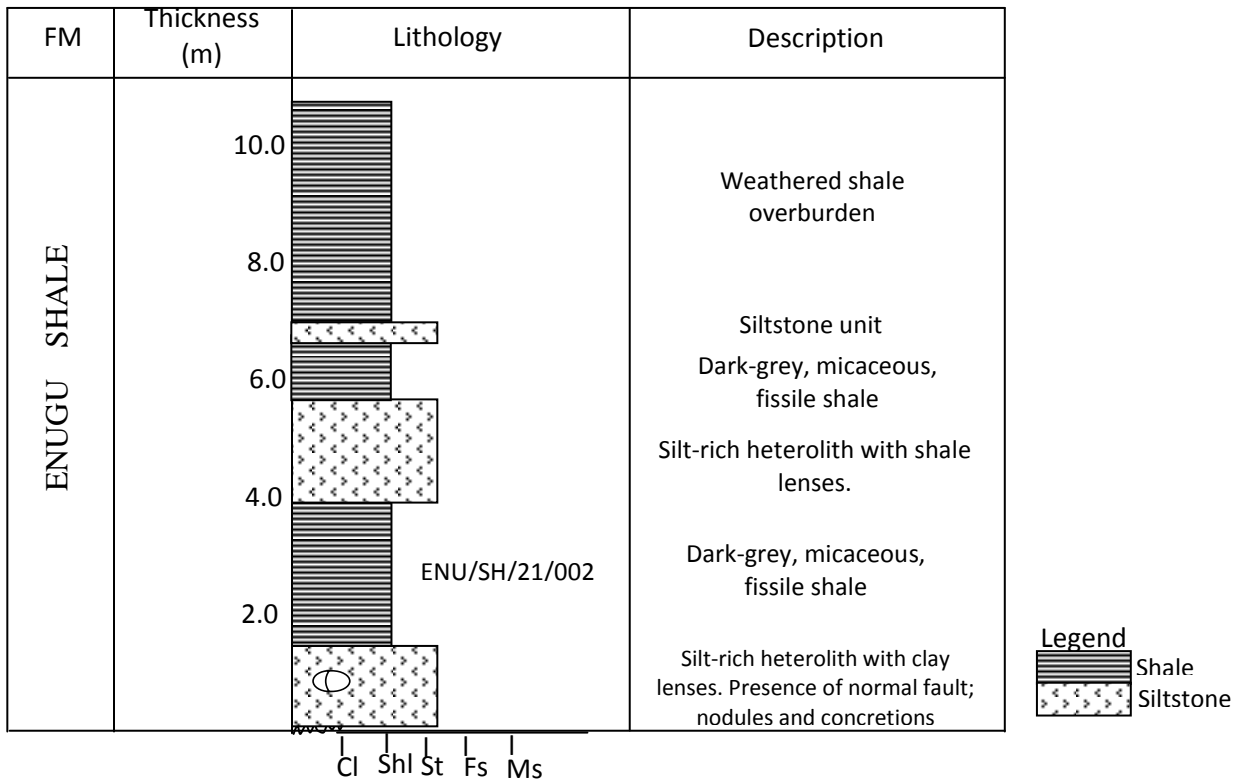 FM
Thickness
(m)
Lithology
Description
ENUGU SHALE
10.0
8.0
6.0
4.0
2.0
ENU/SH/21/002
Weathered shale
overburden
Siltstone unit
Dark-grey, micaceous,
fissile shale
Silt-rich heterolith with shale
lenses.
Dark-grey, micaceous,
fissile shale
Silt-rich heterolith with clay
lenses. Presence of normal fault;
nodules and concretions
Cl Shl St Fs Ms
Legend
Shale
Siltstone